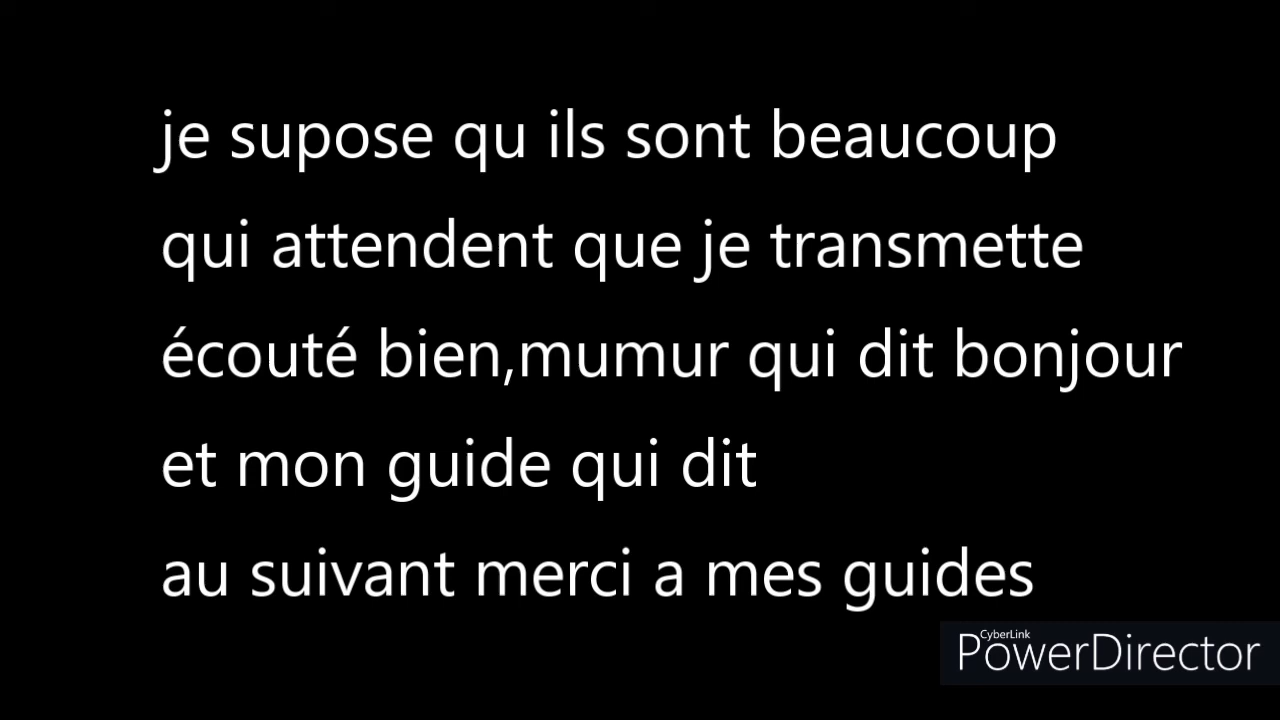 je supose qu ils sont beaucoup
qui attendent que je transmette
écouté bien,mumur qui dit bonjour
et mon guide qui dit
au suivant merci a mes guides
CyberLink
PowerDirector